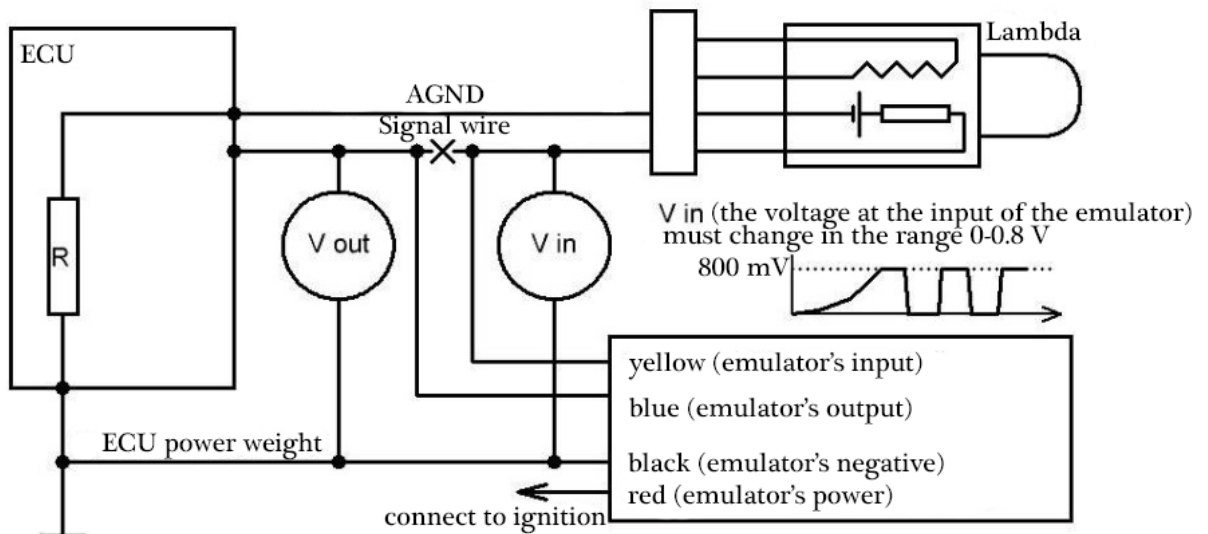 ECU
Lambda
AGND
Signal wire
R
V out
V in
V in (the voltage at the input of the emulator)
must change in the range 0-0.8 V
800 mV
yellow (emulator's input)
blue (emulator's output)
ECU power weight
black (emulator's negative)
red (emulator's power)
connect to ignition